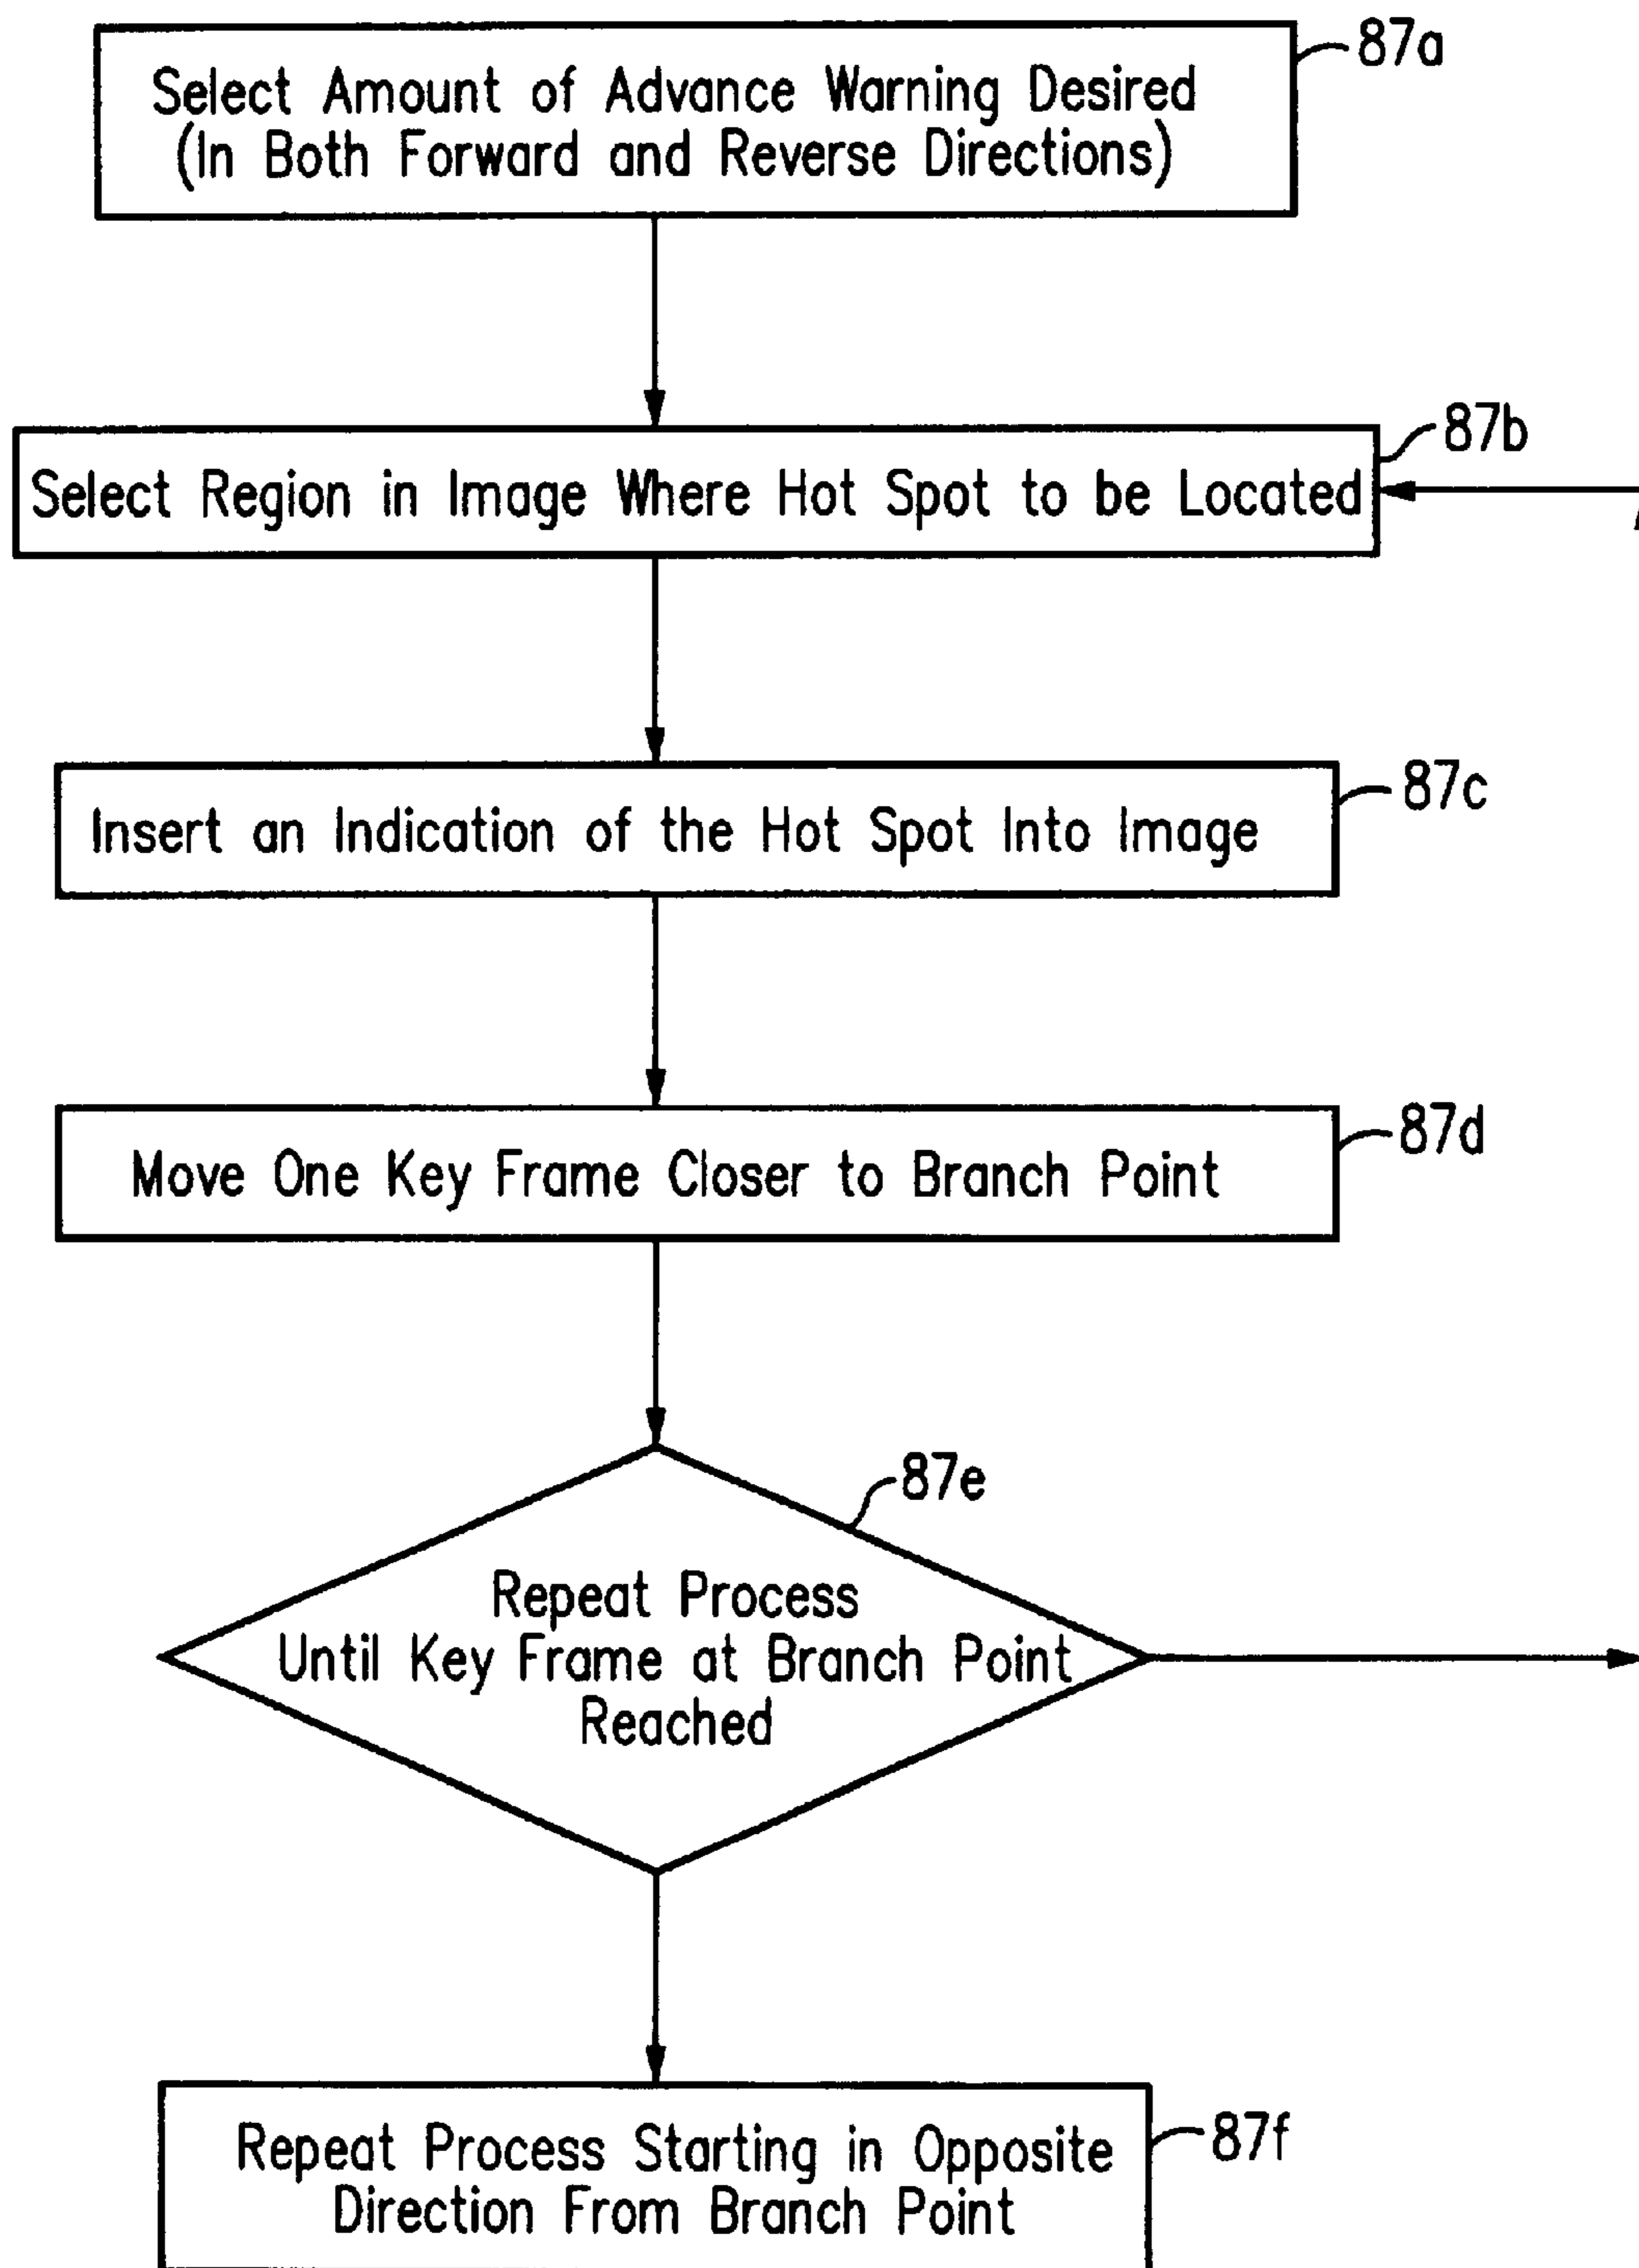 87a
Select Amount of Advance Warning Desired
(In Both Forward and Reverse Directions)
87b
Select Region in Image Where Hot Spot to be Located
87c
Insert an Indication of the Hot Spot Into Image
87d
Move One Key Frame Closer to Branch Point
87e
Repeat Process
Until Key Frame at Branch Point
Reached
87f
Repeat Process Starting in Opposite
Direction From Branch Point